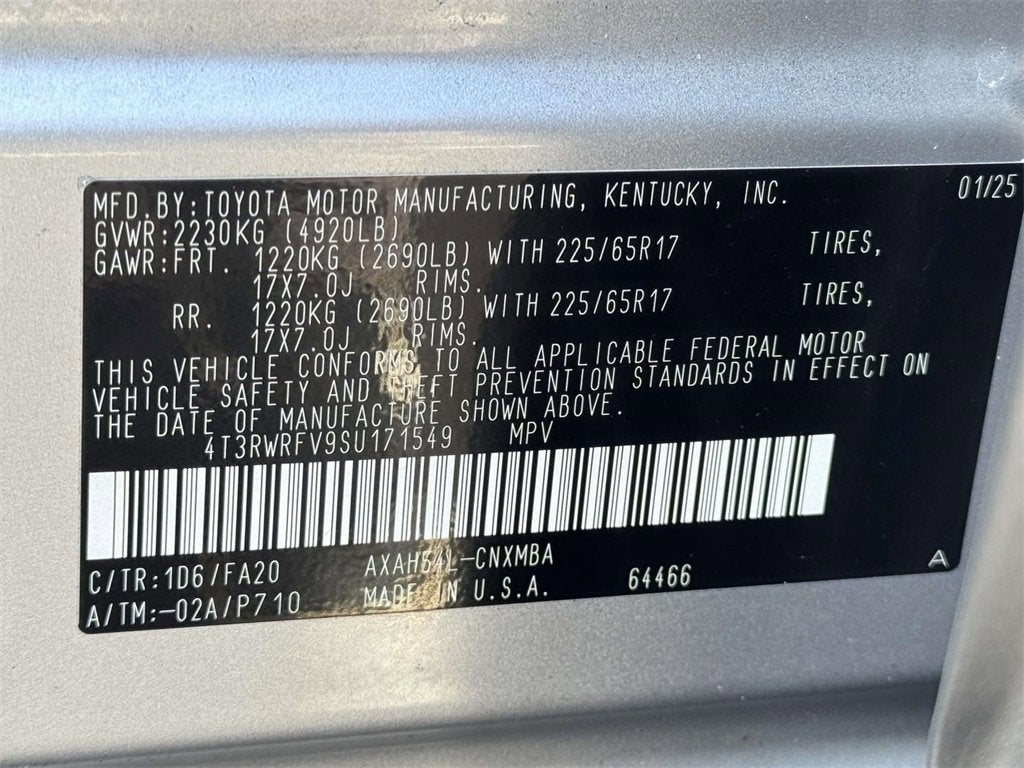 MFD.BY:TOYOTA MOTOR MANUFACTURING, KENTUCKY, INC. 01/25
GVWR:2230KG (4920LB)
GAWR:FRT. 1220KG (2690LB) WITH 225/65R17 TIRES,
17X7.0J RIMS.
RR. 1220KG (2690LB) WITH 225/65R17 TIRES,
17X7.0J RIMS.
THIS VEHICLE CONFORMS TO ALL APPLICABLE FEDERAL MOTOR
VEHICLE SAFETY AND THEFT PREVENTION STANDARDS IN EFFECT ON
THE DATE OF MANUFACTURE SHOWN ABOVE.
4T3RWRFV9SU171549 MPV
C/TR:1D6/FA20 AXAH54L-CNXMBA
A/TM:-02A/P710 MADE IN U.S.A. 64466 A